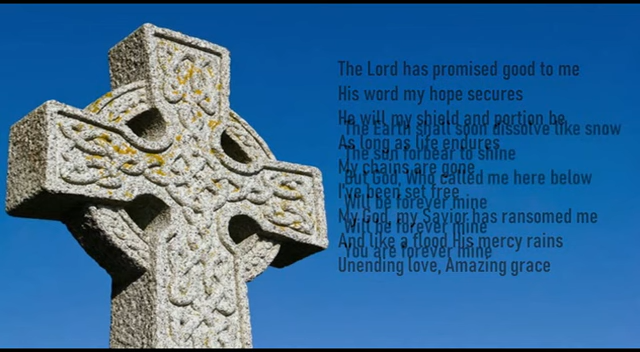 The Lord has promised good to me
His word my hope secures
He will my shield and portion be
The Earth shall soon dissolve like snow
As long as life endures
The sun forbear to shine
My chains are gone
But God, Who called me here below
I've been set free
Will be forever mine
My God, my Savior has ransomed me
Will be forever mine
And like a flood His mercy rains
You are forever mine
Unending love, Amazing grace